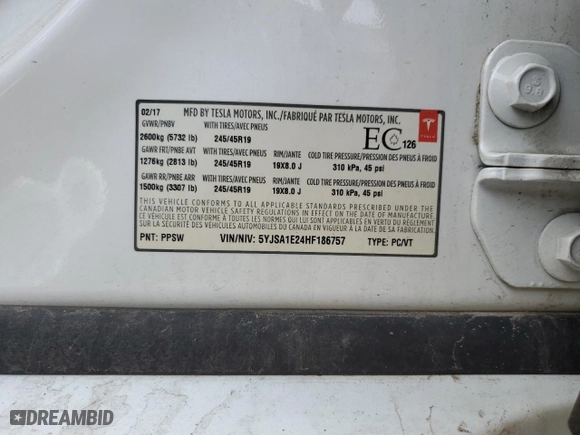 02/17 MFD BY TESLA MOTORS, INC./FABRIQUÉ PAR TESLA MOTORS, INC.
GVWR/PNBV WITH TIRES/AVEC PNEUS
2600kg (5732 lb) 245/45R19 EC 126 TESLA
GAWR FRT/PNBE AVT WITH TIRES/AVEC PNEUS RIM/JANTE COLD TIRE PRESSURE/PRESSION DES PNEUS À FROID
1276kg (2813 lb) 245/45R19 19X8.0 J 310 kPa, 45 psi
GAWR RR/PNBE ARR WITH TIRES/AVEC PNEUS RIM/JANTE COLD TIRE PRESSURE/PRESSION DES PNEUS À FROID
1500kg (3307 lb) 245/45R19 19X8.0 J 310 kPa, 45 psi
THIS VEHICLE CONFORMS TO ALL APPLICABLE STANDARDS PRESCRIBED UNDER THE
CANADIAN MOTOR VEHICLE SAFETY REGULATIONS IN EFFECT ON THE DATE OF
MANUFACTURE / CE VÉHICULE EST CONFORME À TOUTES LES NORMES QUI LUI SONT
APPLICABLES EN VERTU DU RÈGLEMENT SUR LA SÉCURITÉ DES VÉHICULES
AUTOMOBILES DU CANADA EN VIGUEUR À LA DATE DE SA FABRICATION
PNT: PPSW VIN/NIV: 5YJSA1E24HF186757 TYPE: PC/VT
9.8
DREAMBID